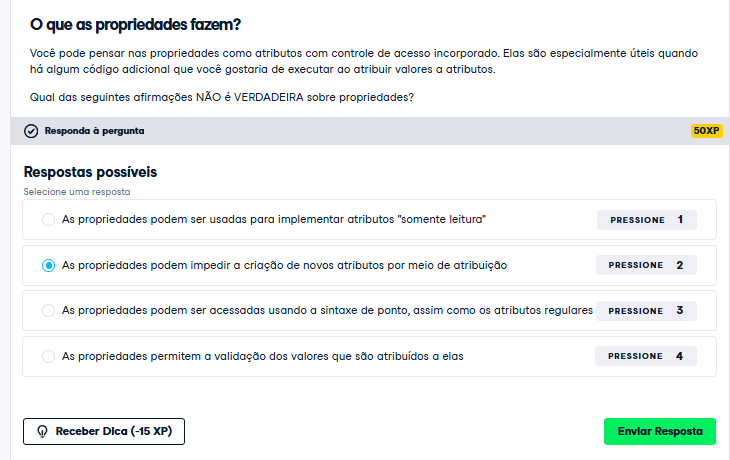 O que as propriedades fazem?
Você pode pensar nas propriedades como atributos com controle de acesso incorporado. Elas são especialmente úteis quando
há algum código adicional que você gostaria de executar ao atribuir valores a atributos.
Qual das seguintes afirmações NÃO é VERDADEIRA sobre propriedades?
Responda à pergunta
50XP
Respostas possíveis
Selecione uma resposta
As propriedades podem ser usadas para implementar atributos "somente leitura"
PRESSIONE 1
As propriedades podem impedir a criação de novos atributos por meio de atribuição
PRESSIONE 2
As propriedades podem ser acessadas usando a sintaxe de ponto, assim como os atributos regulares
PRESSIONE 3
As propriedades permitem a validação dos valores que são atribuídos a elas
PRESSIONE 4
Receber Dica (-15 XP)
Enviar Resposta